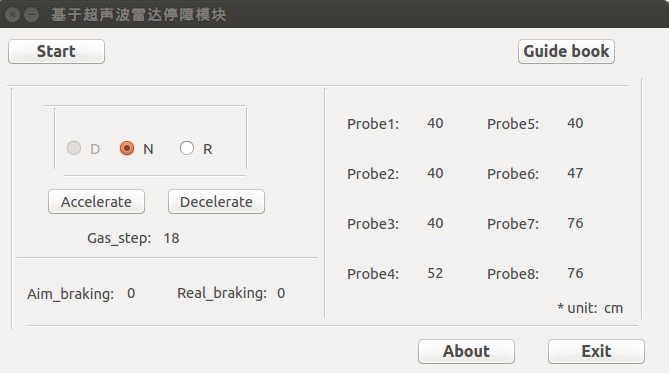 基于超声波雷达停障模块
Start
Guide book
D N R
Accelerate Decelerate
Gas_step: 18
Aim_braking: 0 Real_braking: 0
Probe1: 40 Probe5: 40
Probe2: 40 Probe6: 47
Probe3: 40 Probe7: 76
Probe4: 52 Probe8: 76
* unit: cm
About Exit